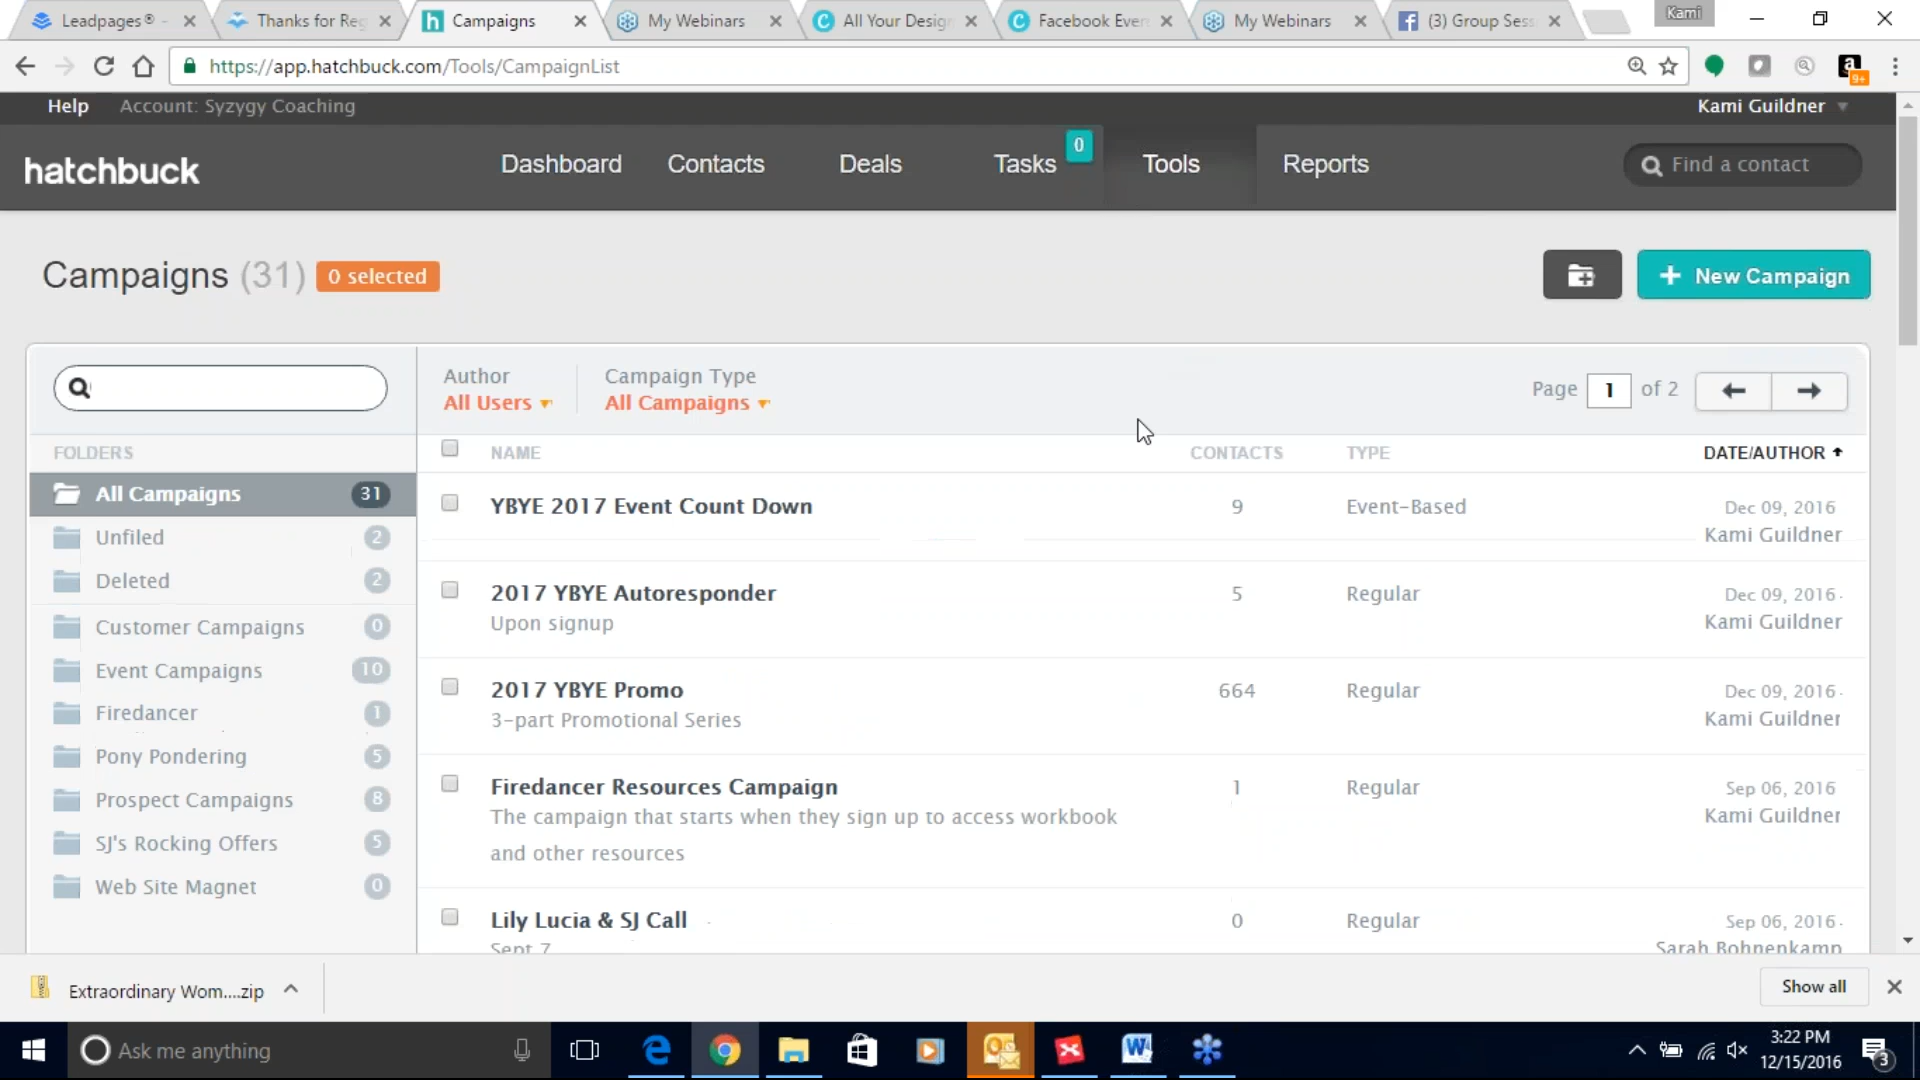 Leadpages® -
Thanks for Reg
Campaigns
My Webinars
All Your Design
Facebook Even
My Webinars
(3) Group Sess
Kami
https://app.hatchbuck.com/Tools/CampaignList
a
9+
Help
Account: Syzygy Coaching
Kami Guildner
hatchbuck
Dashboard
Contacts
Deals
Tasks
0
Tools
Reports
Find a contact
Campaigns (31)
0 selected
+ New Campaign
Author
All Users
Campaign Type
All Campaigns
Page 1 of 2
FOLDERS
All Campaigns 31
Unfiled 2
Deleted 2
Customer Campaigns 0
Event Campaigns 10
Firedancer 1
Pony Pondering 5
Prospect Campaigns 8
SJ's Rocking Offers 5
Web Site Magnet 0
NAME CONTACTS TYPE DATE/AUTHOR
YBYE 2017 Event Count Down 9 Event-Based Dec 09, 2016
Kami Guildner
2017 YBYE Autoresponder 5 Regular Dec 09, 2016
Upon signup Kami Guildner
2017 YBYE Promo 664 Regular Dec 09, 2016
3-part Promotional Series Kami Guildner
Firedancer Resources Campaign 1 Regular Sep 06, 2016
The campaign that starts when they sign up to access workbook Kami Guildner
and other resources
Lily Lucia & SJ Call 0 Regular Sep 06, 2016
Sept 7 Sarah Bohnenkamp
Extraordinary Wom....zip
Show all
Ask me anything
3:22 PM
12/15/2016
3